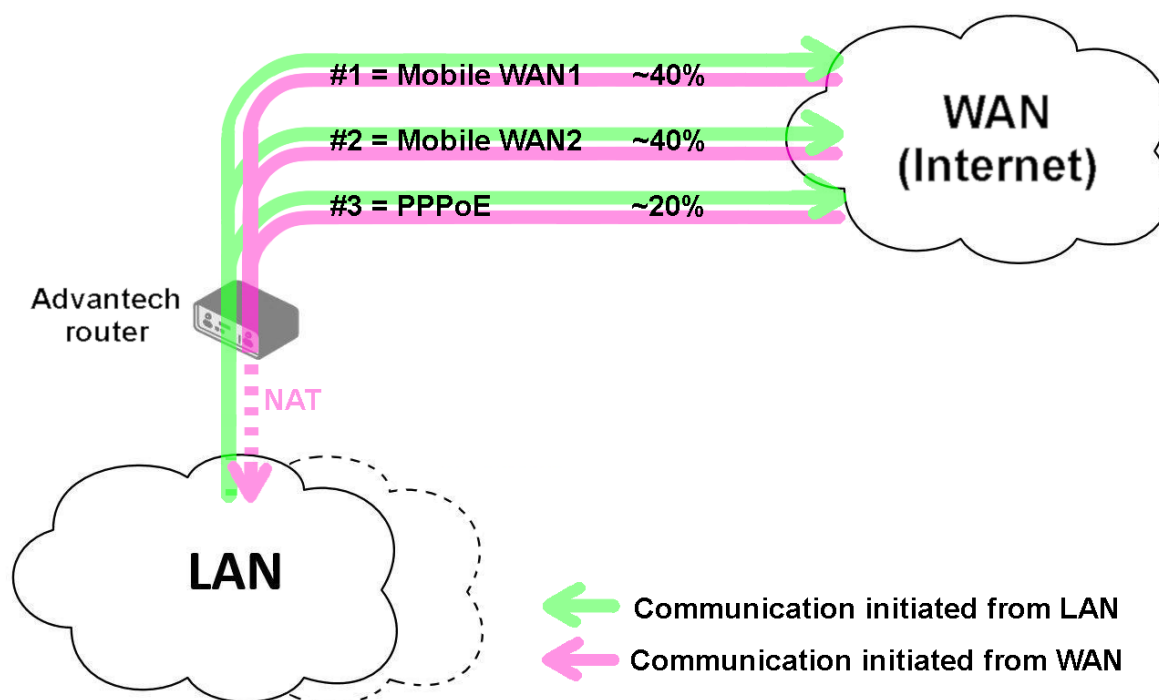 #1 = Mobile WAN1 ~40%
#2 = Mobile WAN2 ~40%
#3 = PPPoE ~20%
WAN
(Internet)
Advantech
router
NAT
LAN
Communication initiated from LAN
Communication initiated from WAN